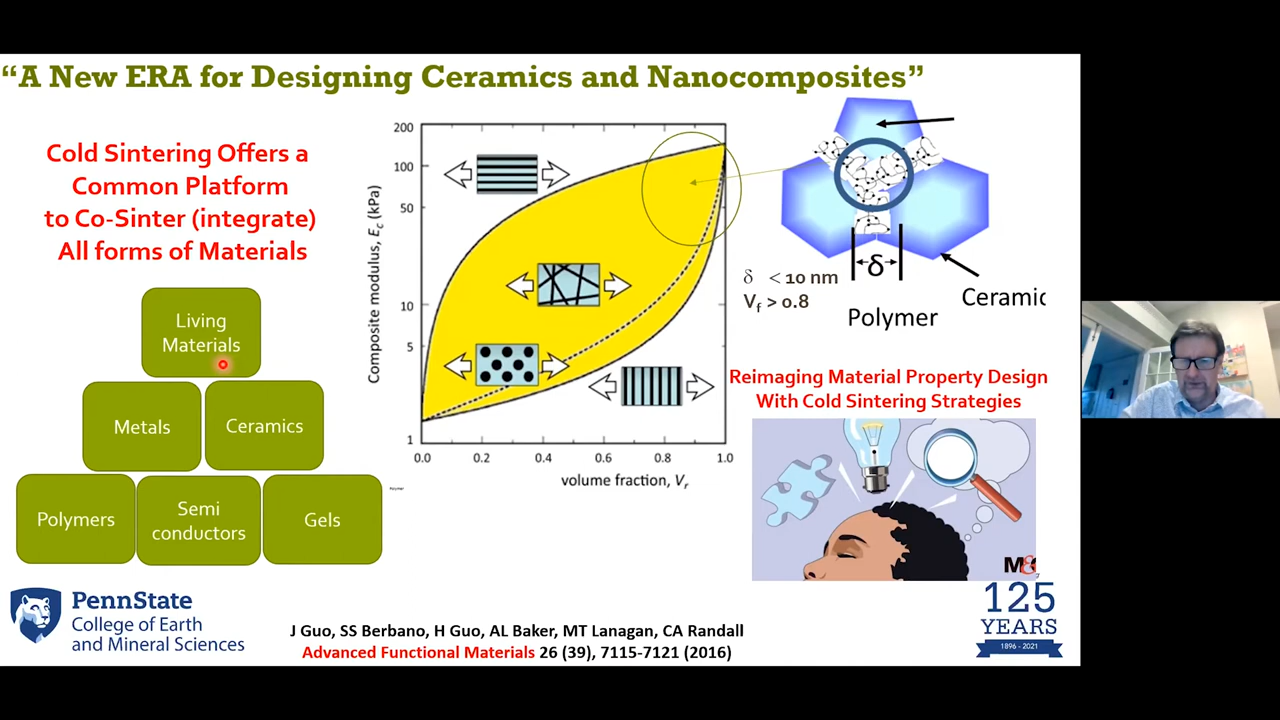 “A New ERA for Designing Ceramics and Nanocomposites”
Cold Sintering Offers a
Common Platform
to Co-Sinter (integrate)
All forms of Materials
Living
Materials
Metals
Ceramics
Polymers
Semi
conductors
Gels
Composite modulus, Ec (kPa)
200
100
50
10
5
1
0.0 0.2 0.4 0.6 0.8 1.0
volume fraction, Vr
Polymer
δ
δ < 10 nm
Vf > 0.8
Ceramic
Polymer
Reimaging Material Property Design
With Cold Sintering Strategies
PennState
College of Earth
and Mineral Sciences
J Guo, SS Berbano, H Guo, AL Baker, MT Lanagan, CA Randall
Advanced Functional Materials 26 (39), 7115-7121 (2016)
125
YEARS
1896 - 2021